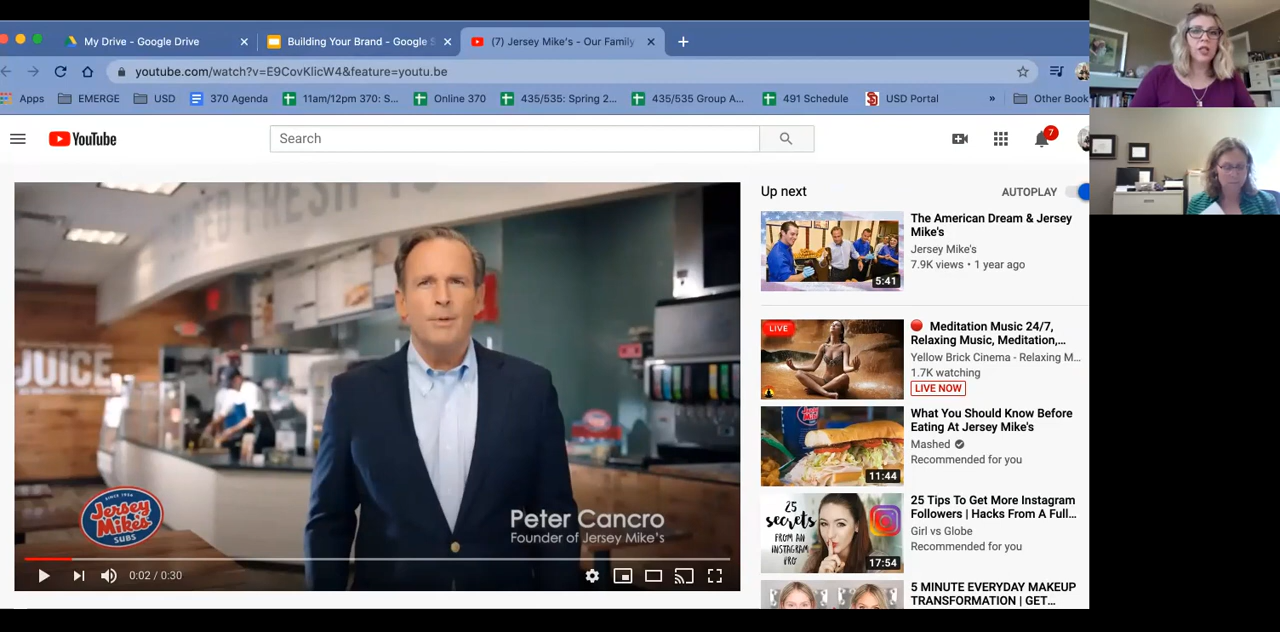 My Drive - Google Drive
Building Your Brand - Google S
(7) Jersey Mike's - Our Family
youtube.com/watch?v=E9CovKlicW4&feature=youtu.be
Apps
EMERGE
USD
370 Agenda
11am/12pm 370: S...
Online 370
435/535: Spring 2...
435/535 Group A...
491 Schedule
USD Portal
»
Other Book
YouTube
Search
7
JUICE
SINCE 1956
Jersey
Mike's
SUBS
Peter Cancro
Founder of Jersey Mike's
0:02 / 0:30
Up next
AUTOPLAY
The American Dream & Jersey
Mike's
Jersey Mike's
7.9K views • 1 year ago
5:41
LIVE
Meditation Music 24/7,
Relaxing Music, Meditation,...
Yellow Brick Cinema - Relaxing M...
1.7K watching
LIVE NOW
What You Should Know Before
Eating At Jersey Mike's
Mashed
Recommended for you
11:44
25
secrets
FROM AN
INSTAGRAM
PRO
17:54
25 Tips To Get More Instagram
Followers | Hacks From A Full...
Girl vs Globe
Recommended for you
5 MINUTE EVERYDAY MAKEUP
TRANSFORMATION | GET...